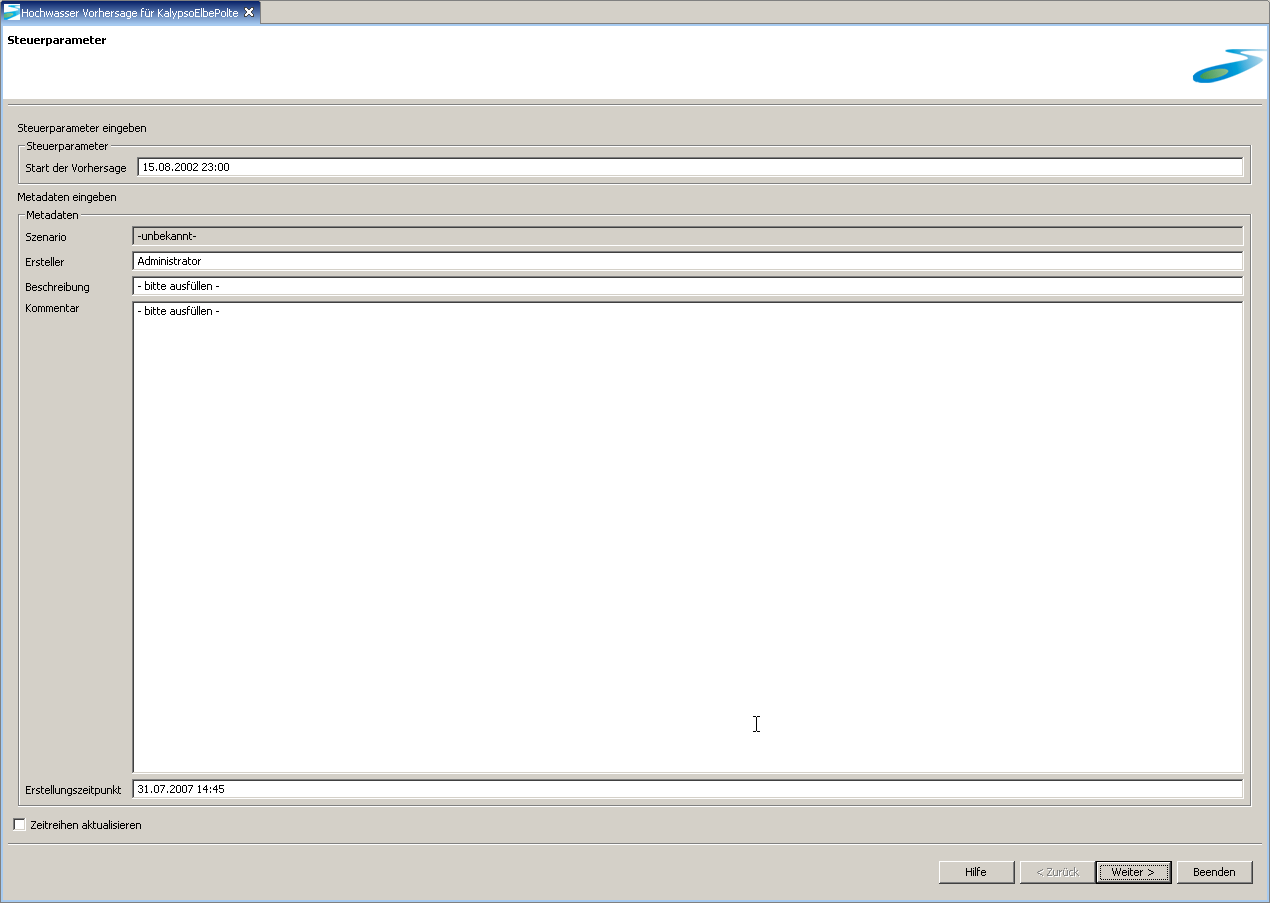 Hochwasser Vorhersage für KalypsoElbePolte
Steuerparameter
Steuerparameter eingeben
Steuerparameter
Start der Vorhersage 15.08.2002 23:00
Metadaten eingeben
Metadaten
Szenario -unbekannt-
Ersteller Administrator
Beschreibung - bitte ausfüllen -
Kommentar - bitte ausfüllen -
Erstellungszeitpunkt 31.07.2007 14:45
Zeitreihen aktualisieren
Hilfe < Zurück Weiter > Beenden